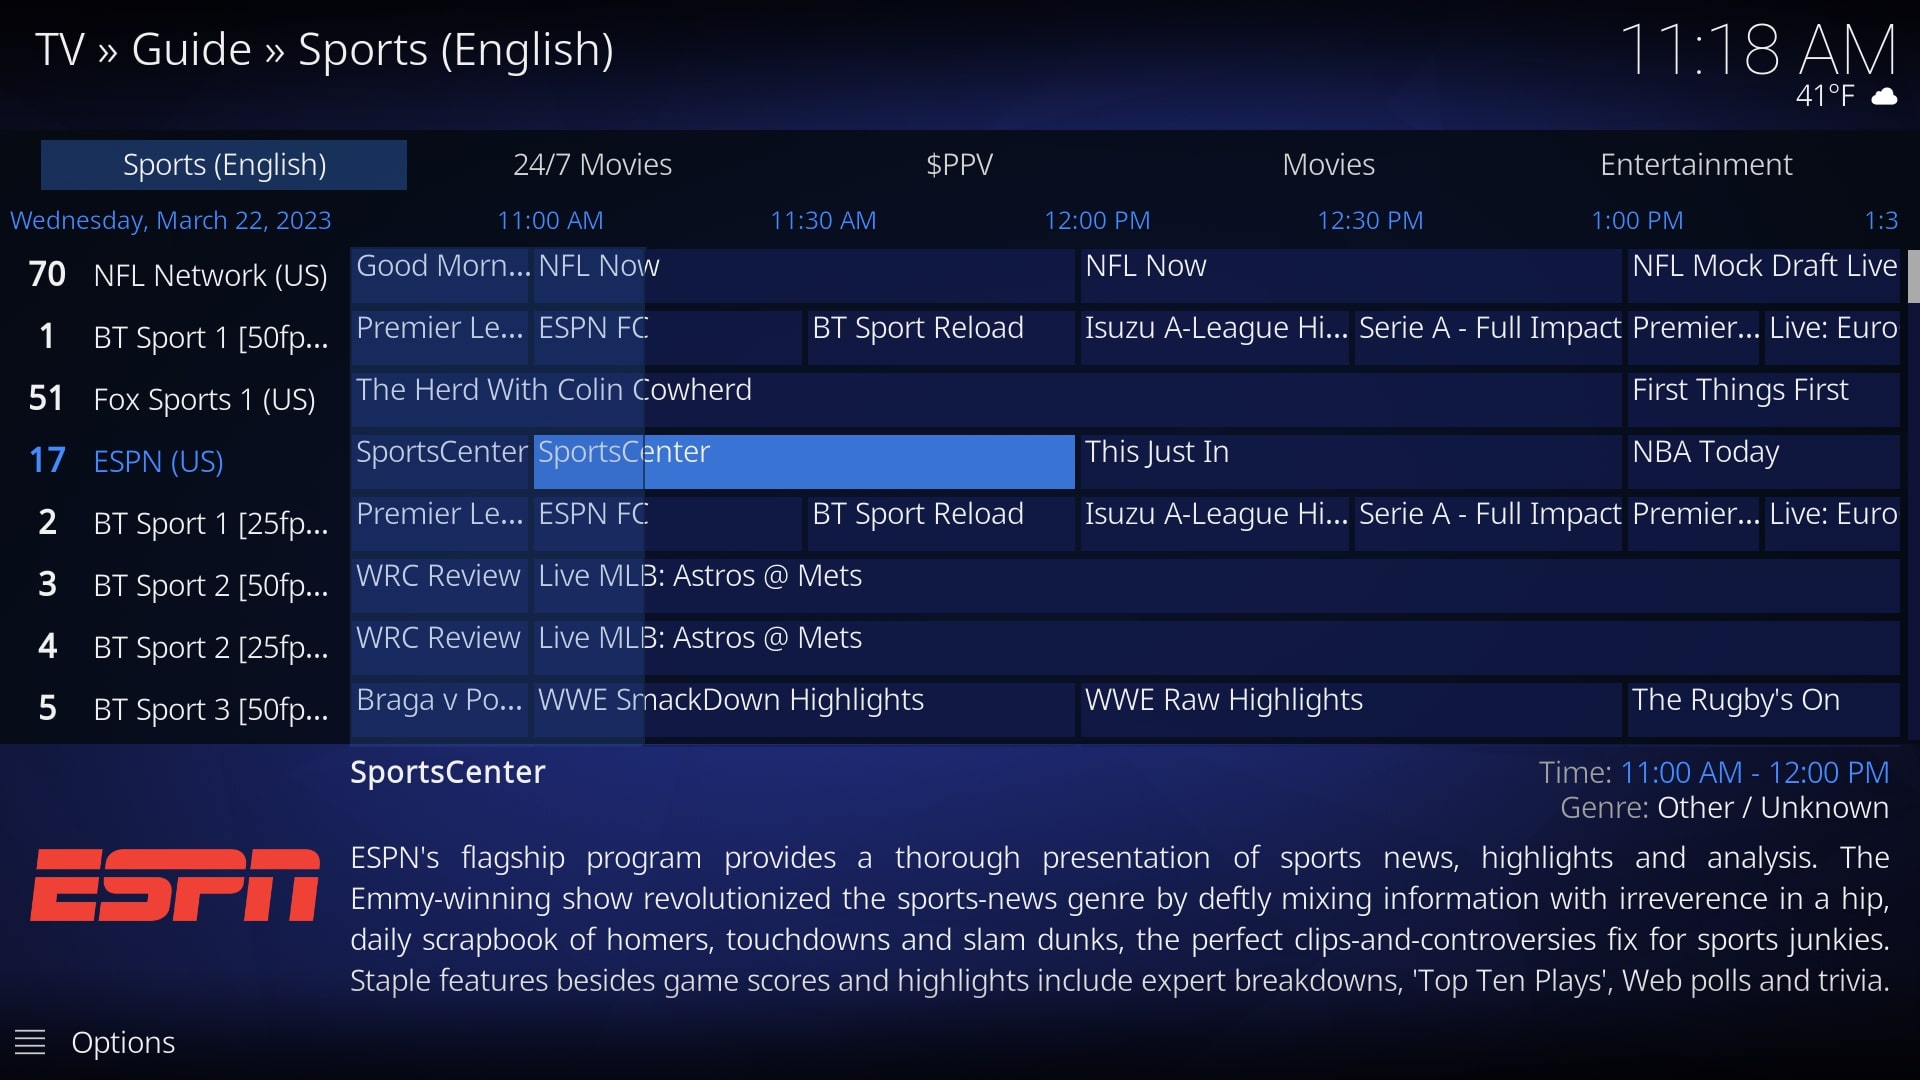 TV » Guide » Sports (English)
11:18 AM
41°F
Sports (English) 24/7 Movies $PPV Movies Entertainment
Wednesday, March 22, 2023 11:00 AM 11:30 AM 12:00 PM 12:30 PM 1:00 PM 1:3
70 NFL Network (US) Good Morn... NFL Now NFL Now NFL Mock Draft Live
1 BT Sport 1 [50fp... Premier Le... ESPN FC BT Sport Reload Isuzu A-League Hi... Serie A - Full Impact Premier... Live: Euro
51 Fox Sports 1 (US) The Herd With Colin Cowherd First Things First
17 ESPN (US) SportsCenter SportsCenter This Just In NBA Today
2 BT Sport 1 [25fp... Premier Le... ESPN FC BT Sport Reload Isuzu A-League Hi... Serie A - Full Impact Premier... Live: Euro
3 BT Sport 2 [50fp... WRC Review Live MLB: Astros @ Mets
4 BT Sport 2 [25fp... WRC Review Live MLB: Astros @ Mets
5 BT Sport 3 [50fp... Braga v Po... WWE SmackDown Highlights WWE Raw Highlights The Rugby's On
SportsCenter
Time: 11:00 AM - 12:00 PM
Genre: Other / Unknown
ESPN
ESPN's flagship program provides a thorough presentation of sports news, highlights and analysis. The
Emmy-winning show revolutionized the sports-news genre by deftly mixing information with irreverence in a hip,
daily scrapbook of homers, touchdowns and slam dunks, the perfect clips-and-controversies fix for sports junkies.
Staple features besides game scores and highlights include expert breakdowns, 'Top Ten Plays', Web polls and trivia.
Options